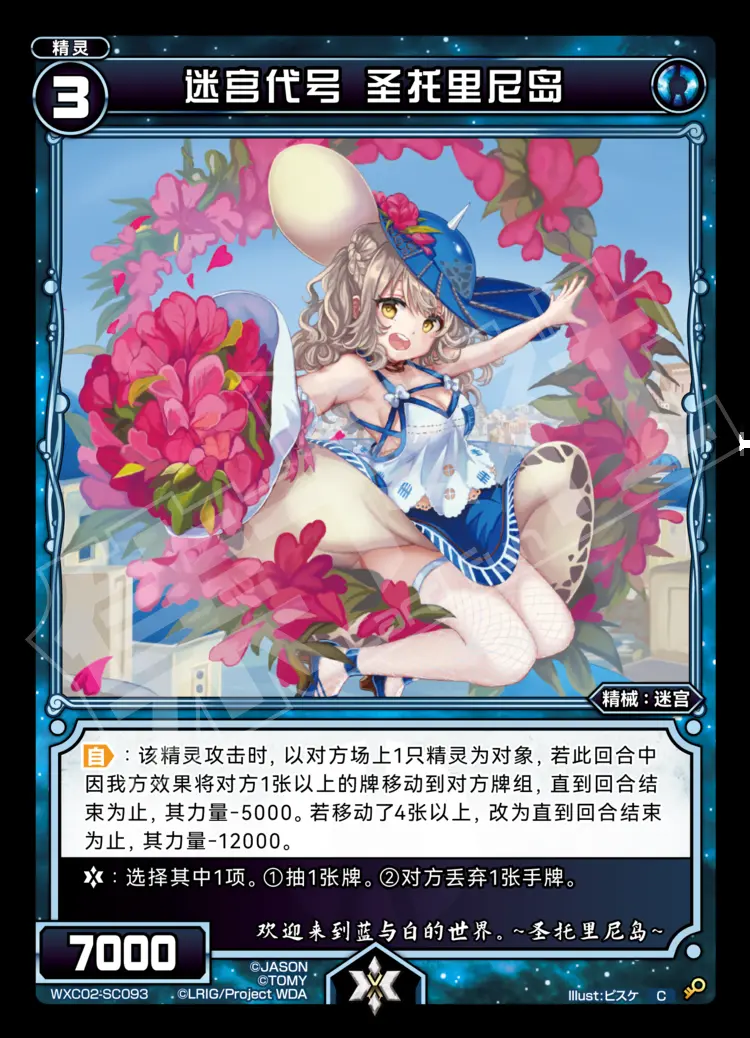 精灵
3
迷宫代号 圣托里尼岛
精械：迷宫
自：该精灵攻击时，以对方场上1只精灵为对象，若此回合中
因我方效果将对方1张以上的牌移动到对方牌组，直到回合结
束为止，其力量-5000。若移动了4张以上，改为直到回合结束
为止，其力量-12000。
：选择其中1项。①抽1张牌。②对方丢弃1张手牌。
欢迎来到蓝与白的世界。~圣托里尼岛~
7000
©JASON
©TOMY
WXC02-SC093 ©LRIG/Project WDA
Illust:ビスケ C